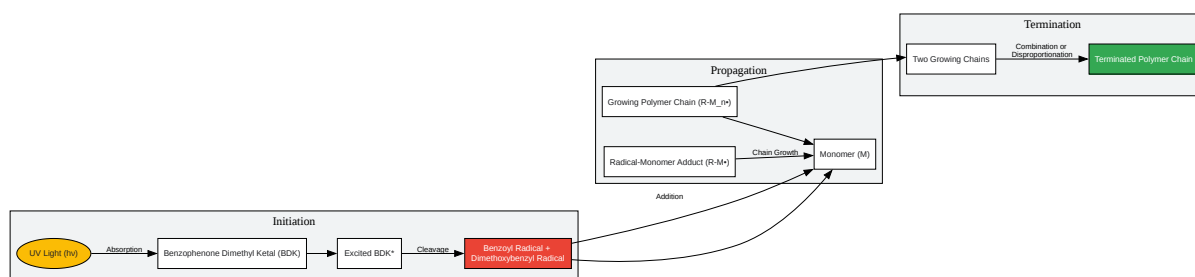 Termination
Two Growing Chains
Combination or
Disproportionation
Terminated Polymer Chain
Propagation
Growing Polymer Chain (R-M_n•)
Radical-Monomer Adduct (R-M•)
Chain Growth
Monomer (M)
Addition
Initiation
UV Light (hν)
Absorption
Benzophenone Dimethyl Ketal (BDK)
Excited BDK*
Cleavage
Benzoyl Radical +
Dimethoxybenzyl Radical